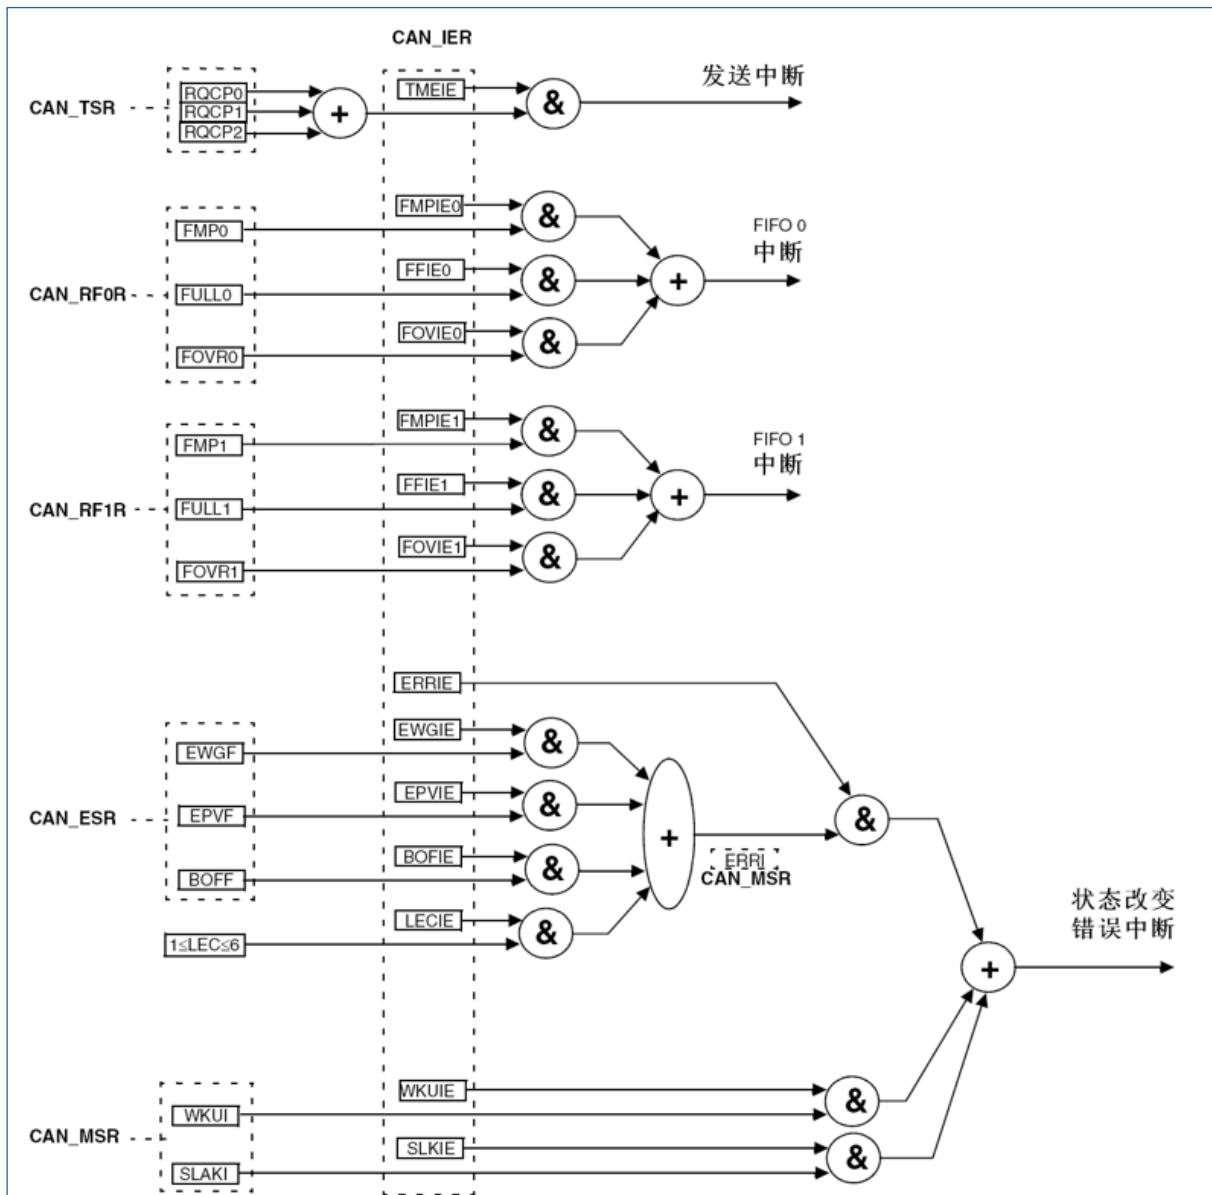 CAN_IER
发送中断
CAN_TSR
RQCP0
RQCP1
RQCP2
+
TMEIE
&
FMPIE0
&
FIFO 0
中断
FMP0
FFIE0
&
+
CAN_RF0R
FULL0
FOVIE0
&
FOVR0
FMPIE1
&
FIFO 1
中断
FMP1
FFIE1
&
+
CAN_RF1R
FULL1
FOVIE1
&
FOVR1
ERRIE
EWGIE
&
EWGF
EPVIE
&
CAN_ESR
EPVF
+
&
ERRI
CAN_MSR
BOFIE
&
BOFF
LECIE
&
1≤LEC≤6
状态改变
错误中断
+
WKUIE
&
WKUI
CAN_MSR
SLKIE
&
SLAKI